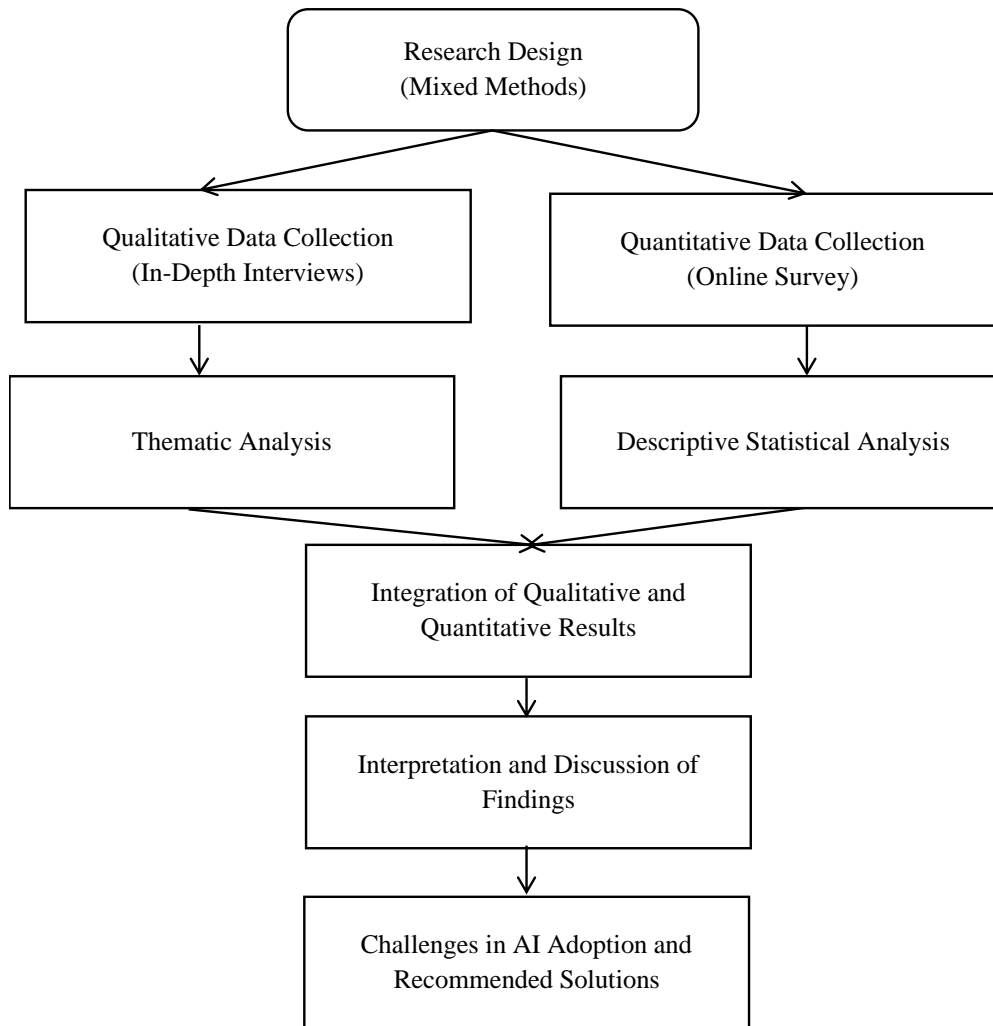 Research Design
(Mixed Methods)
Qualitative Data Collection
(In-Depth Interviews)
Quantitative Data Collection
(Online Survey)
Thematic Analysis
Descriptive Statistical Analysis
Integration of Qualitative and
Quantitative Results
Interpretation and Discussion of
Findings
Challenges in AI Adoption and
Recommended Solutions